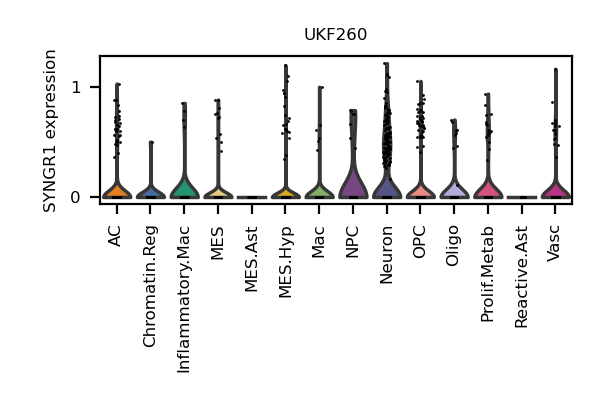 UKF260
SYNGR1 expression
1
0
AC
Chromatin.Reg
Inflammatory.Mac
MES
MES.Ast
MES.Hyp
Mac
NPC
Neuron
OPC
Oligo
Prolif.Metab
Reactive.Ast
Vasc